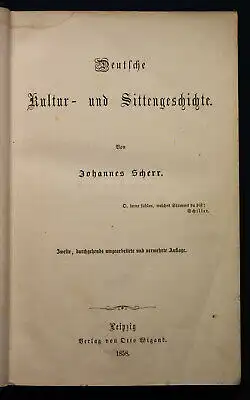 Deutsche
Kultur- und Sittengeschichte.
Von
Johannes Scherr.
O, lerne fühlen, welches Stammes du bist;
Schiller.
Zweite, durchgehends umgearbeitete und vermehrte Auflage.
Leipzig
Verlag von Otto Wigand.
1858.